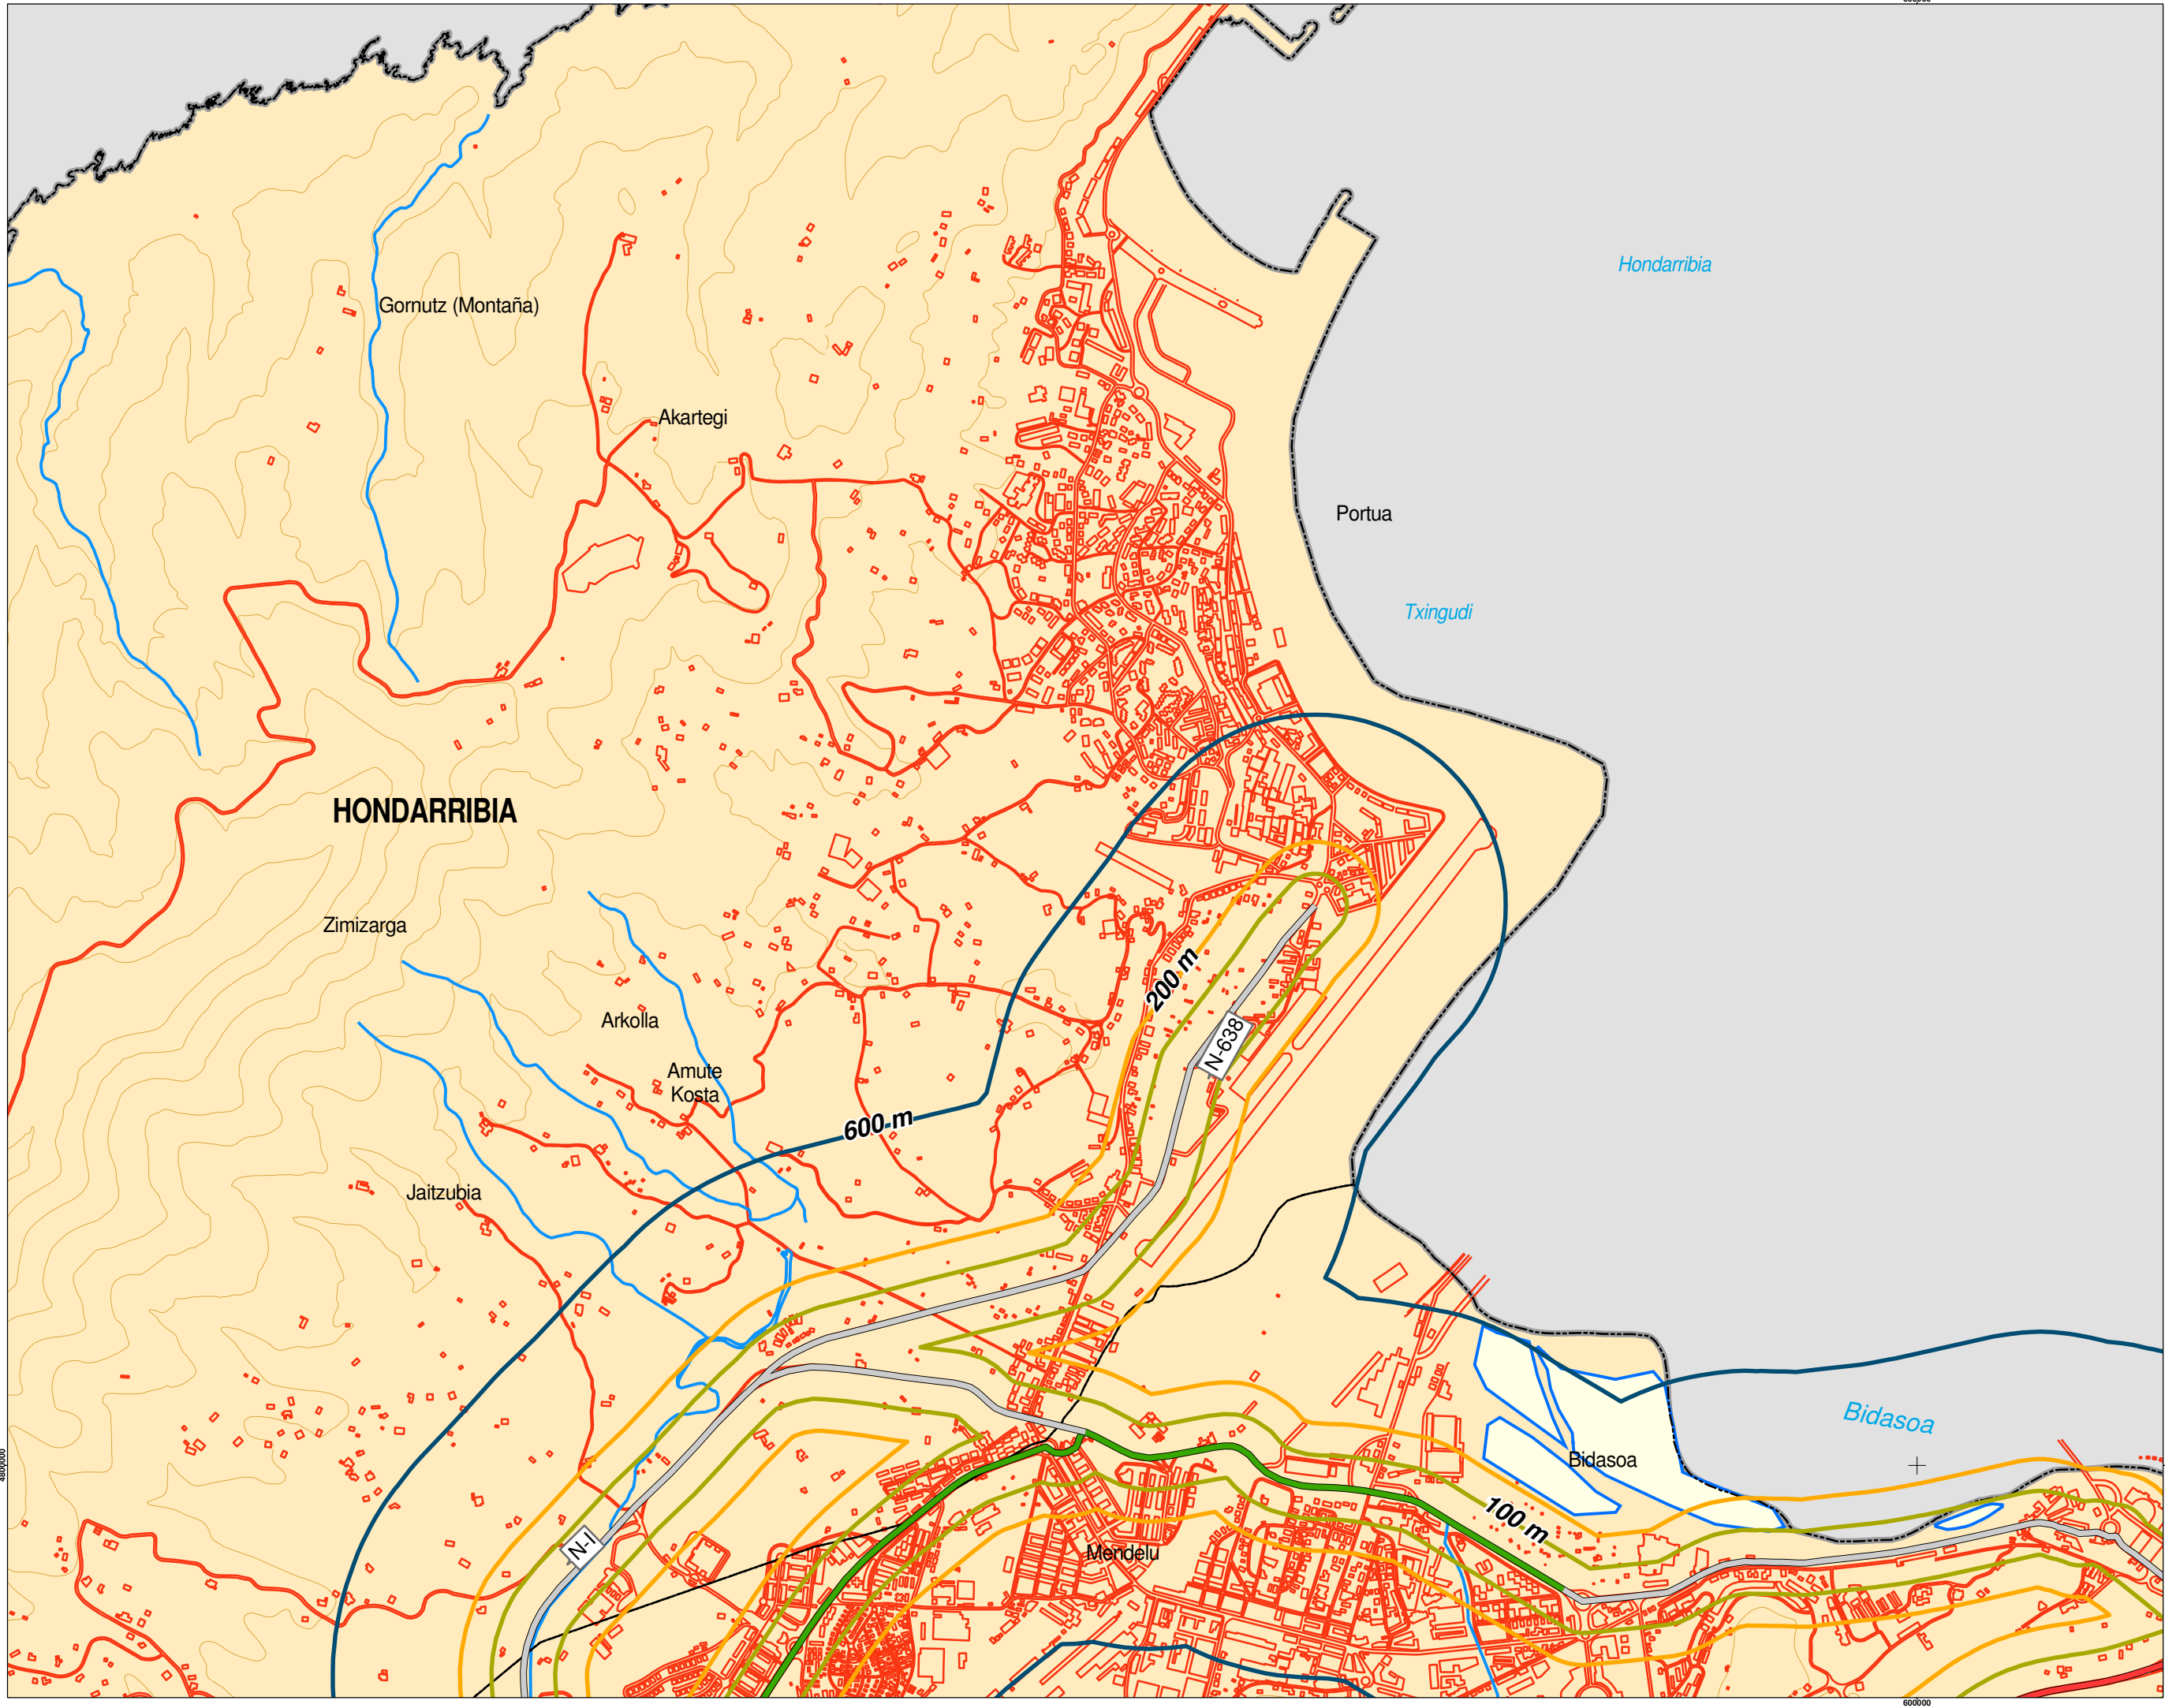 Hondarribia
Gornutz (Montaña)
Akartegi
Portua
Txingudi
HONDARRIBIA
Zimizarga
200 m
Arkolla
N-638
Amute
Kosta
600 m
Jaitzubia
Bidasoa
Bidasoa
4800000
100 m
N-I
Mendelu
600000